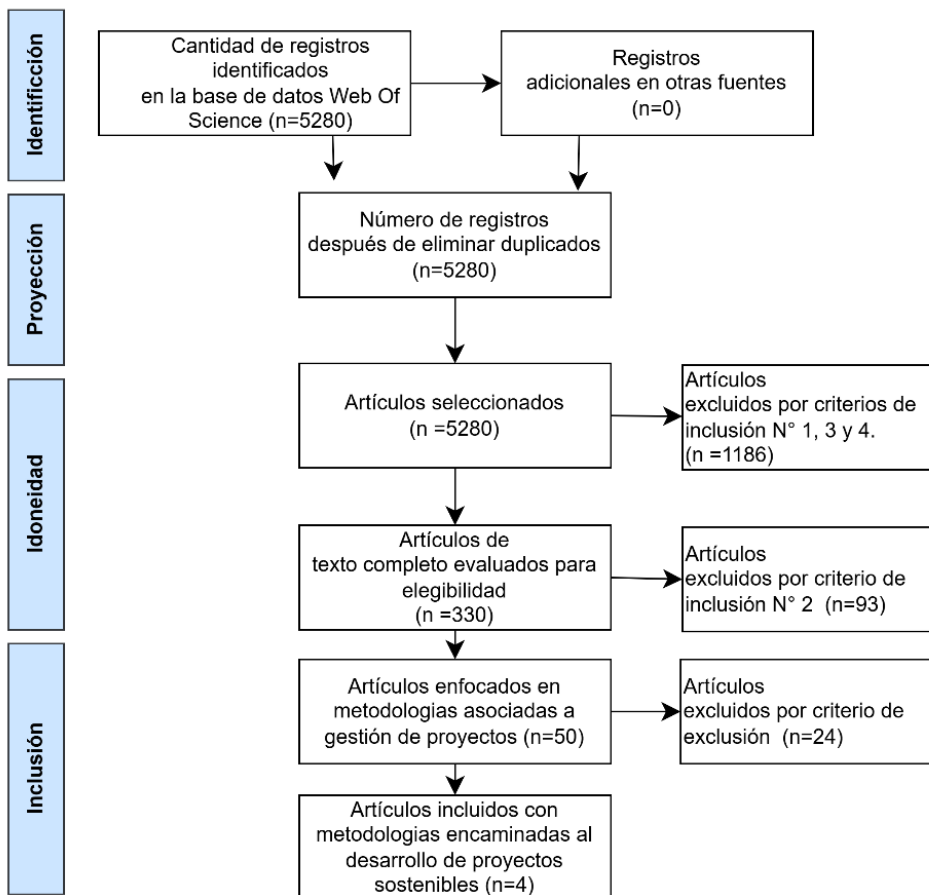 Identificción
Cantidad de registros
identificados
en la base de datos Web Of
Science (n=5280)
Registros
adicionales en otras fuentes
(n=0)
Proyección
Número de registros
después de eliminar duplicados
(n=5280)
Idoneidad
Artículos seleccionados
(n =5280)
Artículos
excluidos por criterios de
inclusión N° 1, 3 y 4.
(n =1186)
Artículos de
texto completo evaluados para
elegibilidad
(n =330)
Artículos
excluidos por criterio de
inclusión N° 2 (n=93)
Inclusión
Artículos enfocados en
metodologias asociadas a
gestión de proyectos (n=50)
Artículos
excluidos por criterio de
exclusión (n=24)
Artículos incluidos con
metodologias encaminadas al
desarrollo de proyectos
sostenibles (n=4)